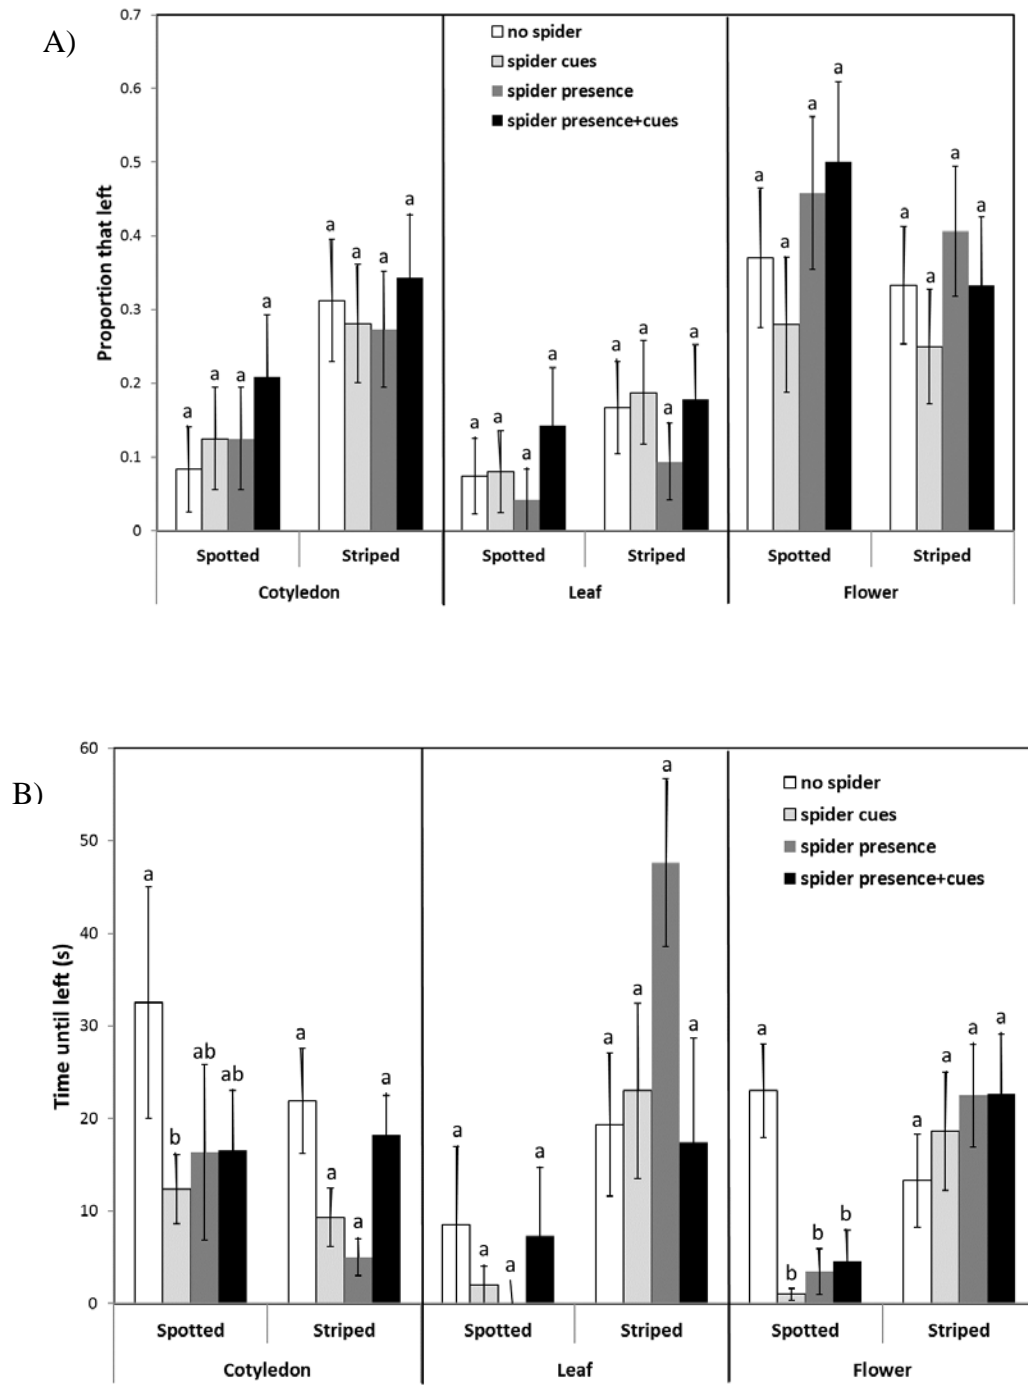 A)
Proportion that left
0.7
0.6
0.5
0.4
0.3
0.2
0.1
0
no spider
spider cues
spider presence
spider presence+cues
a a a a a a a a a a a a a a a a a a a a a a a a
Spotted Striped Spotted Striped Spotted Striped
Cotyledon Leaf Flower
B)
Time until left (s)
60
50
40
30
20
10
0
no spider
spider cues
spider presence
spider presence+cues
a b ab ab a a a a a a a a a a a a a b b b a a a a
Spotted Striped Spotted Striped Spotted Striped
Cotyledon Leaf Flower